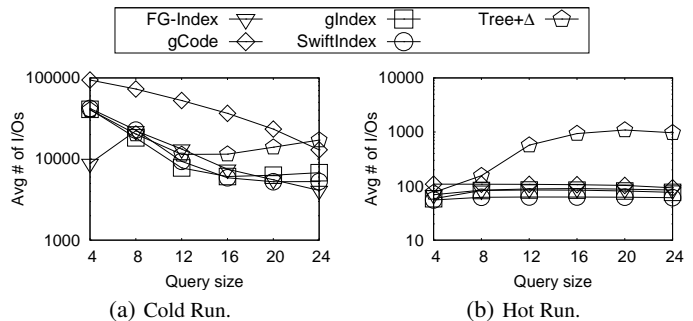 FG-Index gIndex Tree+Δ
gCode SwiftIndex
100000
10000
1000
Avg # of I/Os
4 8 12 16 20 24
Query size
(a) Cold Run.
10000
1000
100
10
Avg # of I/Os
4 8 12 16 20 24
Query size
(b) Hot Run.